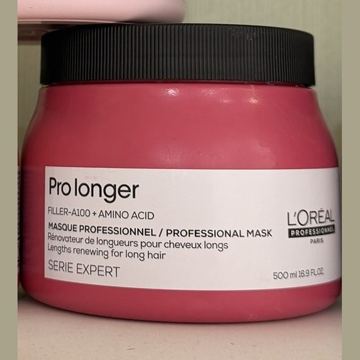 Pro longer
FILLER-A100 + AMINO ACID
MASQUE PROFESSIONNEL / PROFESSIONAL MASK
Rénovateur de longueurs pour cheveux longs
Lengths renewing for long hair
SERIE EXPERT
L'ORÉAL
PROFESSIONNEL
PARIS
500 ml 16.9 FL.OZ.